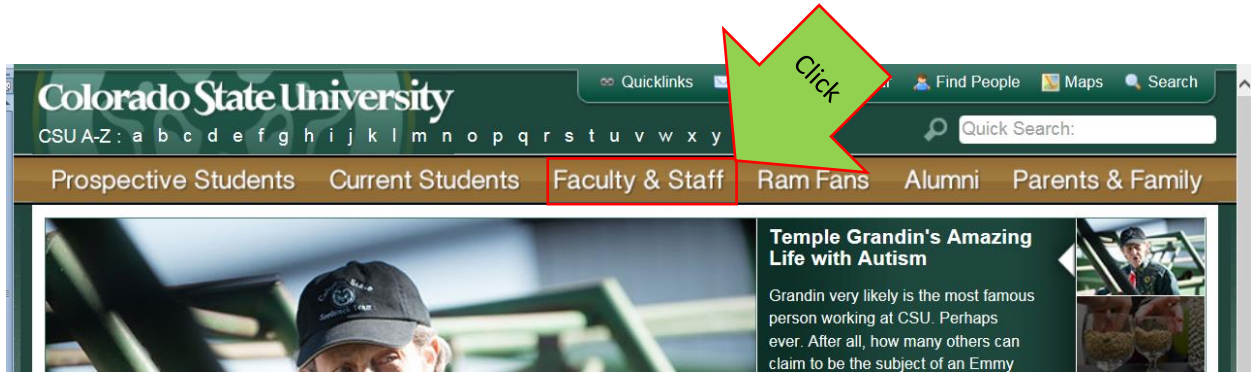 Click
Quicklinks Find People Maps Search
Colorado State University
CSU A-Z : a b c d e f g h i j k l m n o p q r s t u v w x y
Quick Search:
Prospective Students Current Students Faculty & Staff Ram Fans Alumni Parents & Family
Temple Grandin's Amazing
Life with Autism
Grandin very likely is the most famous
person working at CSU. Perhaps
ever. After all, how many others can
claim to be the subject of an Emmy